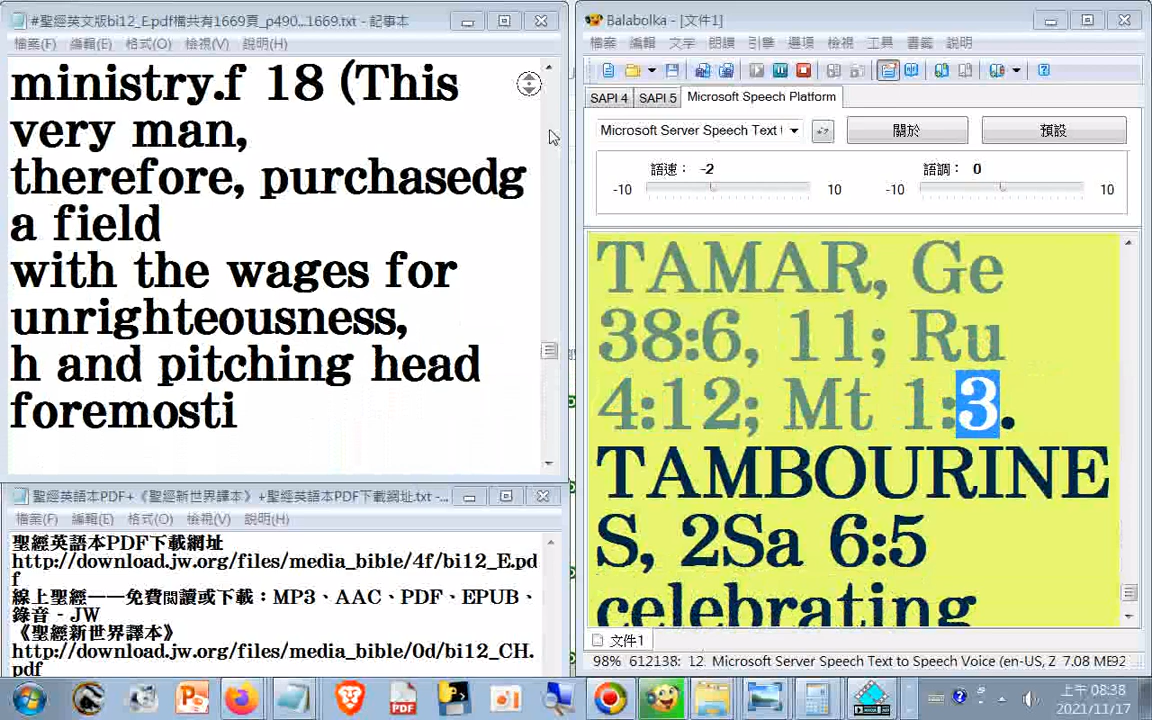 #聖經英文版bi12_E.pdf檔共有1669頁_p490...1669.txt - 記事本
檔案(F) 編輯(E) 格式(O) 檢視(V) 說明(H)
ministry.f 18 (This
very man,
therefore, purchasedg
a field
with the wages for
unrighteousness,
h and pitching head
foremosti
聖經英語本PDF+《聖經新世界譯本》+聖經英語本PDF下載網址.txt - ...
檔案(F) 編輯(E) 格式(O) 檢視(V) 說明(H)
聖經英語本PDF下載網址
http://download.jw.org/files/media_bible/4f/bi12_E.pd
f
線上聖經——免費閱讀或下載：MP3、AAC、PDF、EPUB、
錄音 - JW
《聖經新世界譯本》
http://download.jw.org/files/media_bible/0d/bi12_CH.
pdf
Balabolka - [文件1]
檔案 編輯 文字 朗讀 引擎 選項 檢視 工具 書籤 說明
SAPI 4 SAPI 5 Microsoft Speech Platform
Microsoft Server Speech Text 關於 預設
語速： -2 語調： 0
-10 10 -10 10
TAMAR, Ge
38:6, 11; Ru
4:12; Mt 1:3.
TAMBOURINE
S, 2Sa 6:5
celebrating
文件1
98% 612138: 12. Microsoft Server Speech Text to Speech Voice (en-US, Z 7.08 ME92
上午 08:38
2021/11/17